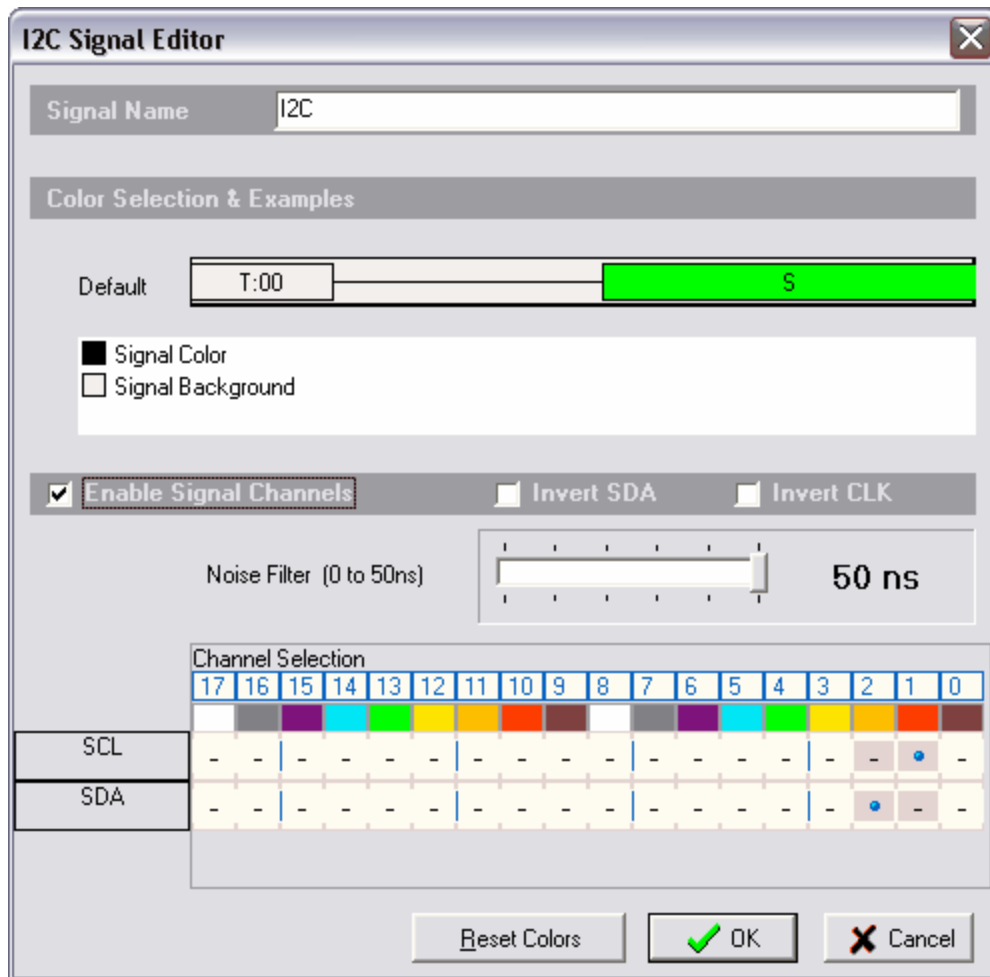 I2C Signal Editor
Signal Name I2C
Color Selection & Examples
Default T:00 S
Signal Color
Signal Background
Enable Signal Channels Invert SDA Invert CLK
Noise Filter (0 to 50ns) 50 ns
Channel Selection
17 16 15 14 13 12 11 10 9 8 7 6 5 4 3 2 1 0
SCL - - - - - - - - - - - - - - - - -
SDA - - - - - - - - - - - - - - - - -
Reset Colors OK Cancel